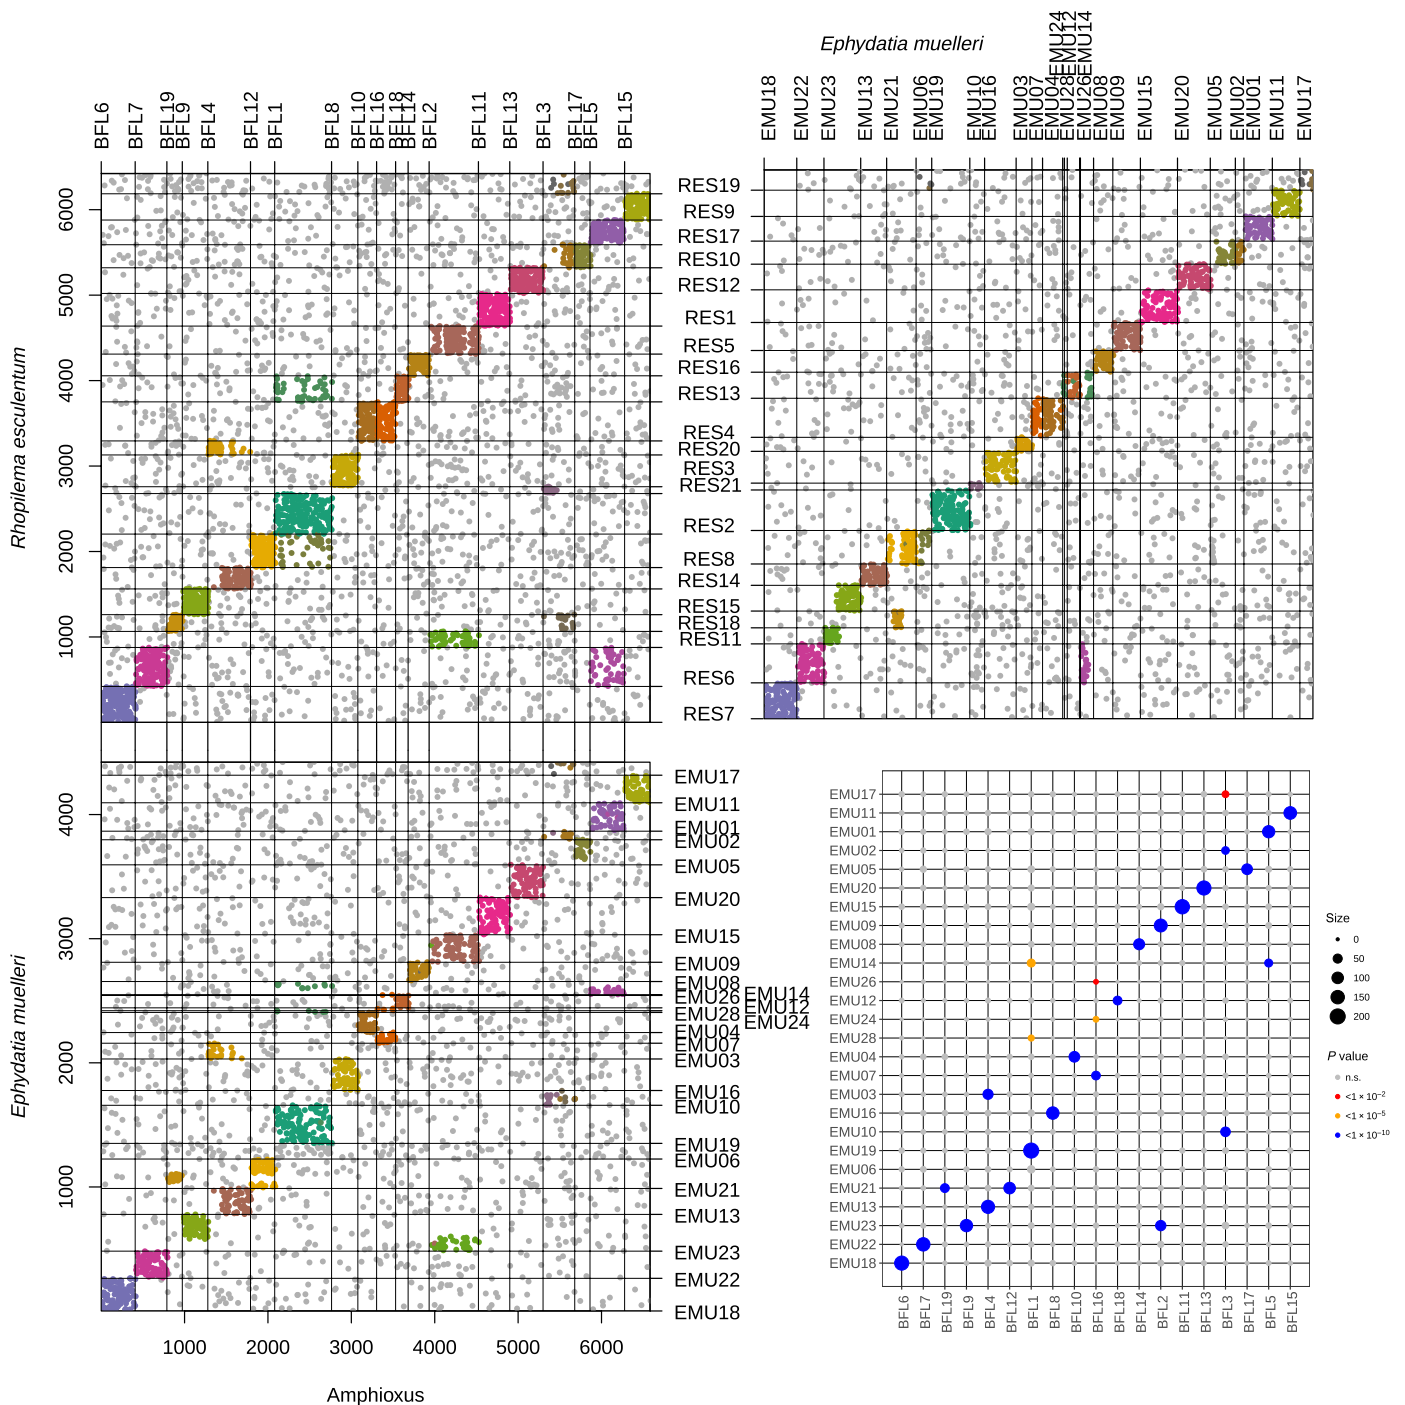 BFL6
BFL7
BFL19
BFL9
BFL4
BFL12
BFL1
BFL8
BFL10
BFL16
BFL18
BFL14
BFL2
BFL11
BFL13
BFL3
BFL17
BFL5
BFL15
Rhopilema esculentum
6000
5000
4000
3000
2000
1000
Ephydatia muelleri
EMU18
EMU22
EMU23
EMU13
EMU21
EMU06
EMU19
EMU10
EMU16
EMU03
EMU07
EMU04
EMU28
EMU24
EMU12
EMU26
EMU14
EMU08
EMU09
EMU15
EMU20
EMU05
EMU02
EMU01
EMU11
EMU17
RES19
RES9
RES17
RES10
RES12
RES1
RES5
RES16
RES13
RES4
RES20
RES3
RES21
RES2
RES8
RES14
RES15
RES18
RES11
RES6
RES7
Ephydatia muelleri
4000
3000
2000
1000
EMU17
EMU11
EMU01
EMU02
EMU05
EMU20
EMU15
EMU09
EMU08
EMU26 EMU14
EMU12
EMU28
EMU24
EMU04
EMU07
EMU03
EMU16
EMU10
EMU19
EMU06
EMU21
EMU13
EMU23
EMU22
EMU18
1000 2000 3000 4000 5000 6000
Amphioxus
EMU17
EMU11
EMU01
EMU02
EMU05
EMU20
EMU15
EMU09
EMU08
EMU14
EMU26
EMU12
EMU24
EMU28
EMU04
EMU07
EMU03
EMU16
EMU10
EMU19
EMU06
EMU21
EMU13
EMU23
EMU22
EMU18
BFL6
BFL7
BFL19
BFL9
BFL4
BFL12
BFL1
BFL8
BFL10
BFL16
BFL18
BFL14
BFL2
BFL11
BFL13
BFL3
BFL17
BFL5
BFL15
Size
0
50
100
150
200
P value
n.s.
<1 × 10⁻²
<1 × 10⁻⁵
<1 × 10⁻¹⁰